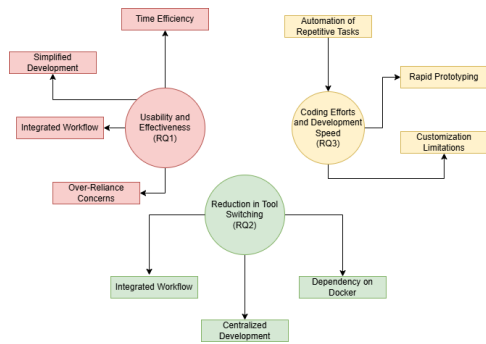 Time Efficiency
Simplified
Development
Integrated Workflow
Over-Reliance
Concerns
Usability and
Effectiveness
(RQ1)
Automation of
Repetitive Tasks
Rapid Prototyping
Customization
Limitations
Coding Efforts
and Development
Speed
(RQ3)
Reduction in Tool
Switching
(RQ2)
Integrated Workflow
Centralized
Development
Dependency on
Docker